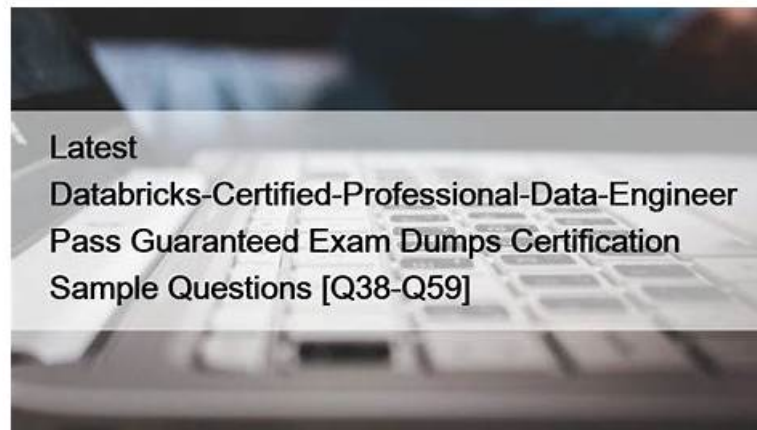 Latest
Databricks-Certified-Professional-Data-Engineer
Pass Guaranteed Exam Dumps Certification
Sample Questions [Q38-Q59]